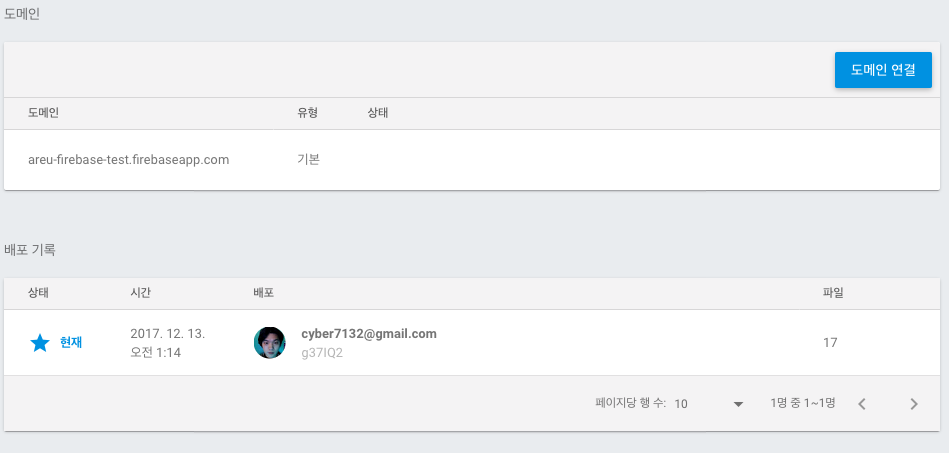 도메인
도메인 연결
도메인 유형 상태
areu-firebase-test.firebaseapp.com 기본
배포 기록
상태 시간 배포 파일
현재 2017. 12. 13. 오전 1:14 cyber7132@gmail.com g37IQ2 17
페이지당 행 수: 10 1명 중 1~1명